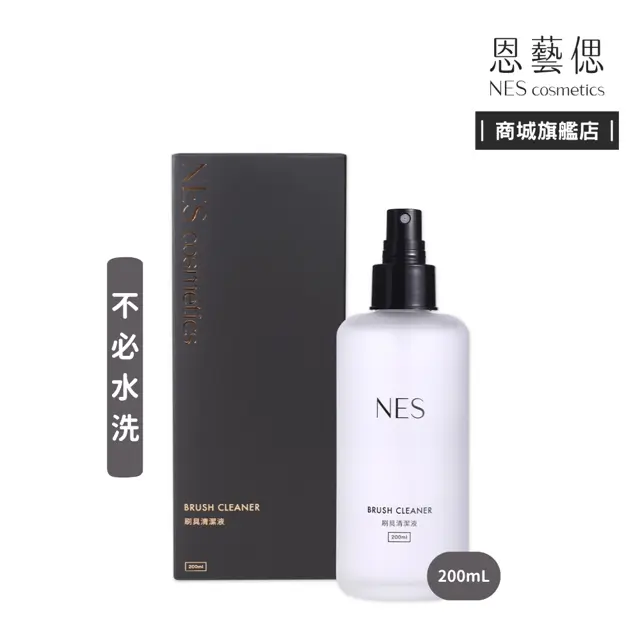 恩藝偲
NES cosmetics
商城旗艦店
不必水洗
NES cosmetics
BRUSH CLEANER
刷具清潔液
200ml
NES
BRUSH CLEANER
刷具清潔液
200ml
200mL